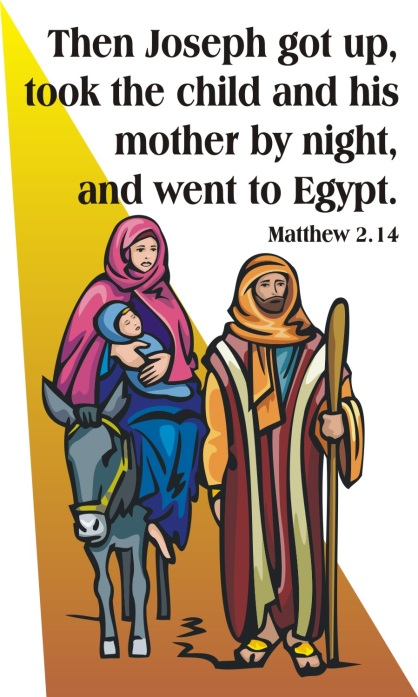 Then Joseph got up,
took the child and his
mother by night,
and went to Egypt.
Matthew 2.14